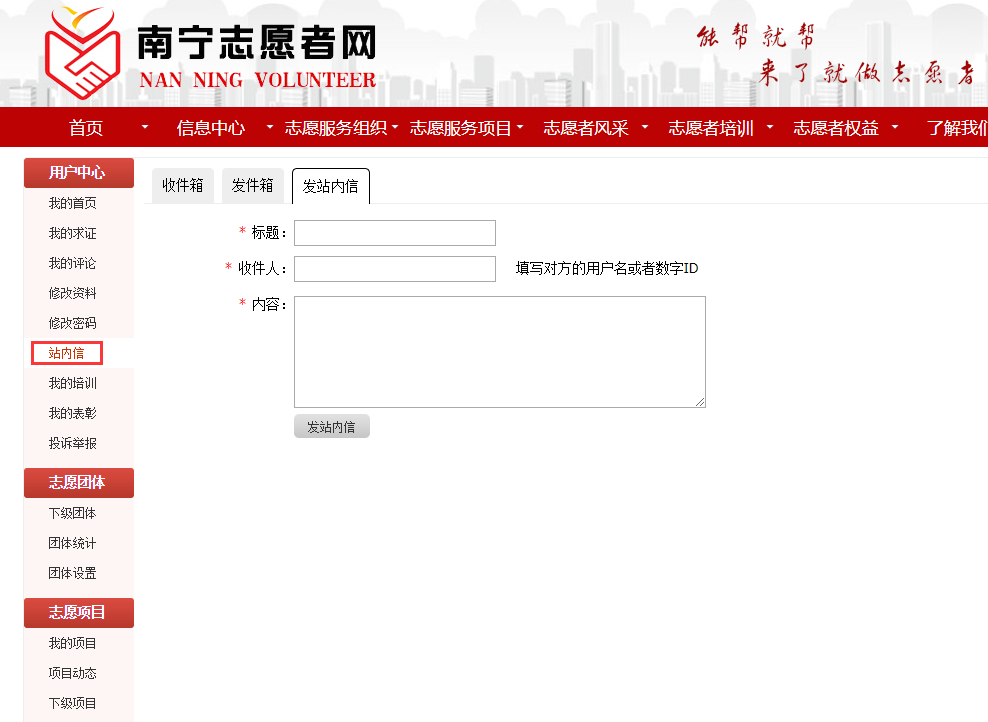 南宁志愿者网
NAN NING VOLUNTEER
能帮就帮
来了就做志愿者
首页 信息中心 志愿服务组织 志愿服务项目 志愿者风采 志愿者培训 志愿者权益 了解我们
用户中心
我的首页
我的求证
我的评论
修改资料
修改密码
站内信
我的培训
我的表彰
投诉举报
志愿团体
下级团体
团体统计
团体设置
志愿项目
我的项目
项目动态
下级项目
收件箱 发件箱 发站内信
* 标题：
* 收件人： 填写对方的用户名或者数字ID
* 内容：
发站内信